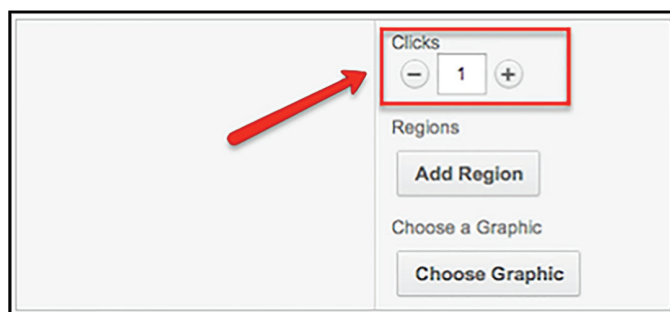 Clicks
− 1 +
Regions
Add Region
Choose a Graphic
Choose Graphic